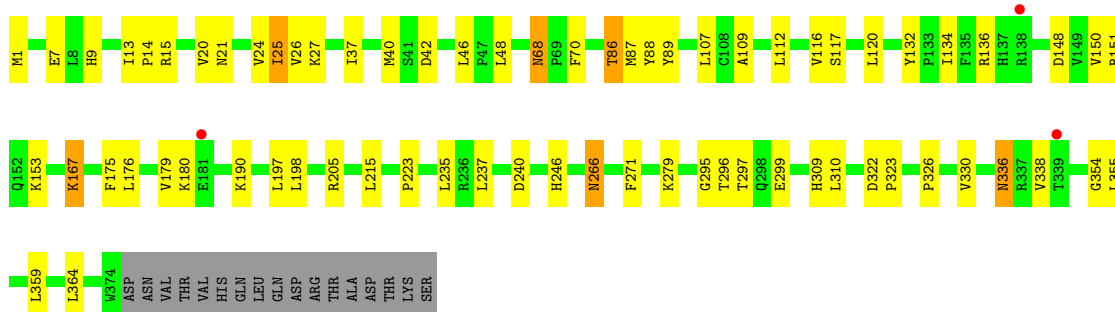 M1 E7 L8 H9 I13 P14 R15 V20 N21 V24 I25 V26 K27 I37 M40 S41 D42 L46 P47 L48 N68 P69 F70 T86 M87 Y88 Y89 L107 C108 A109 L112 V116 S117 L120 Y132 P133 I134 F135 R136 H137 R138 D148 V149 V150 R151
Q152 K153 K167 F175 L176 V179 K180 E181 K190 L197 L198 R205 L215 P223 L235 R236 L237 D240 H246 N266 F271 K279 G295 T296 T297 Q298 E299 H309 L310 D322 P323 P326 V330 N336 R337 V338 T339 G354 L355
L359 L364 W374 ASP ASN VAL THR VAL HIS GLN LEU GLN ASP ARG THR ALA ASP THR LYS SER